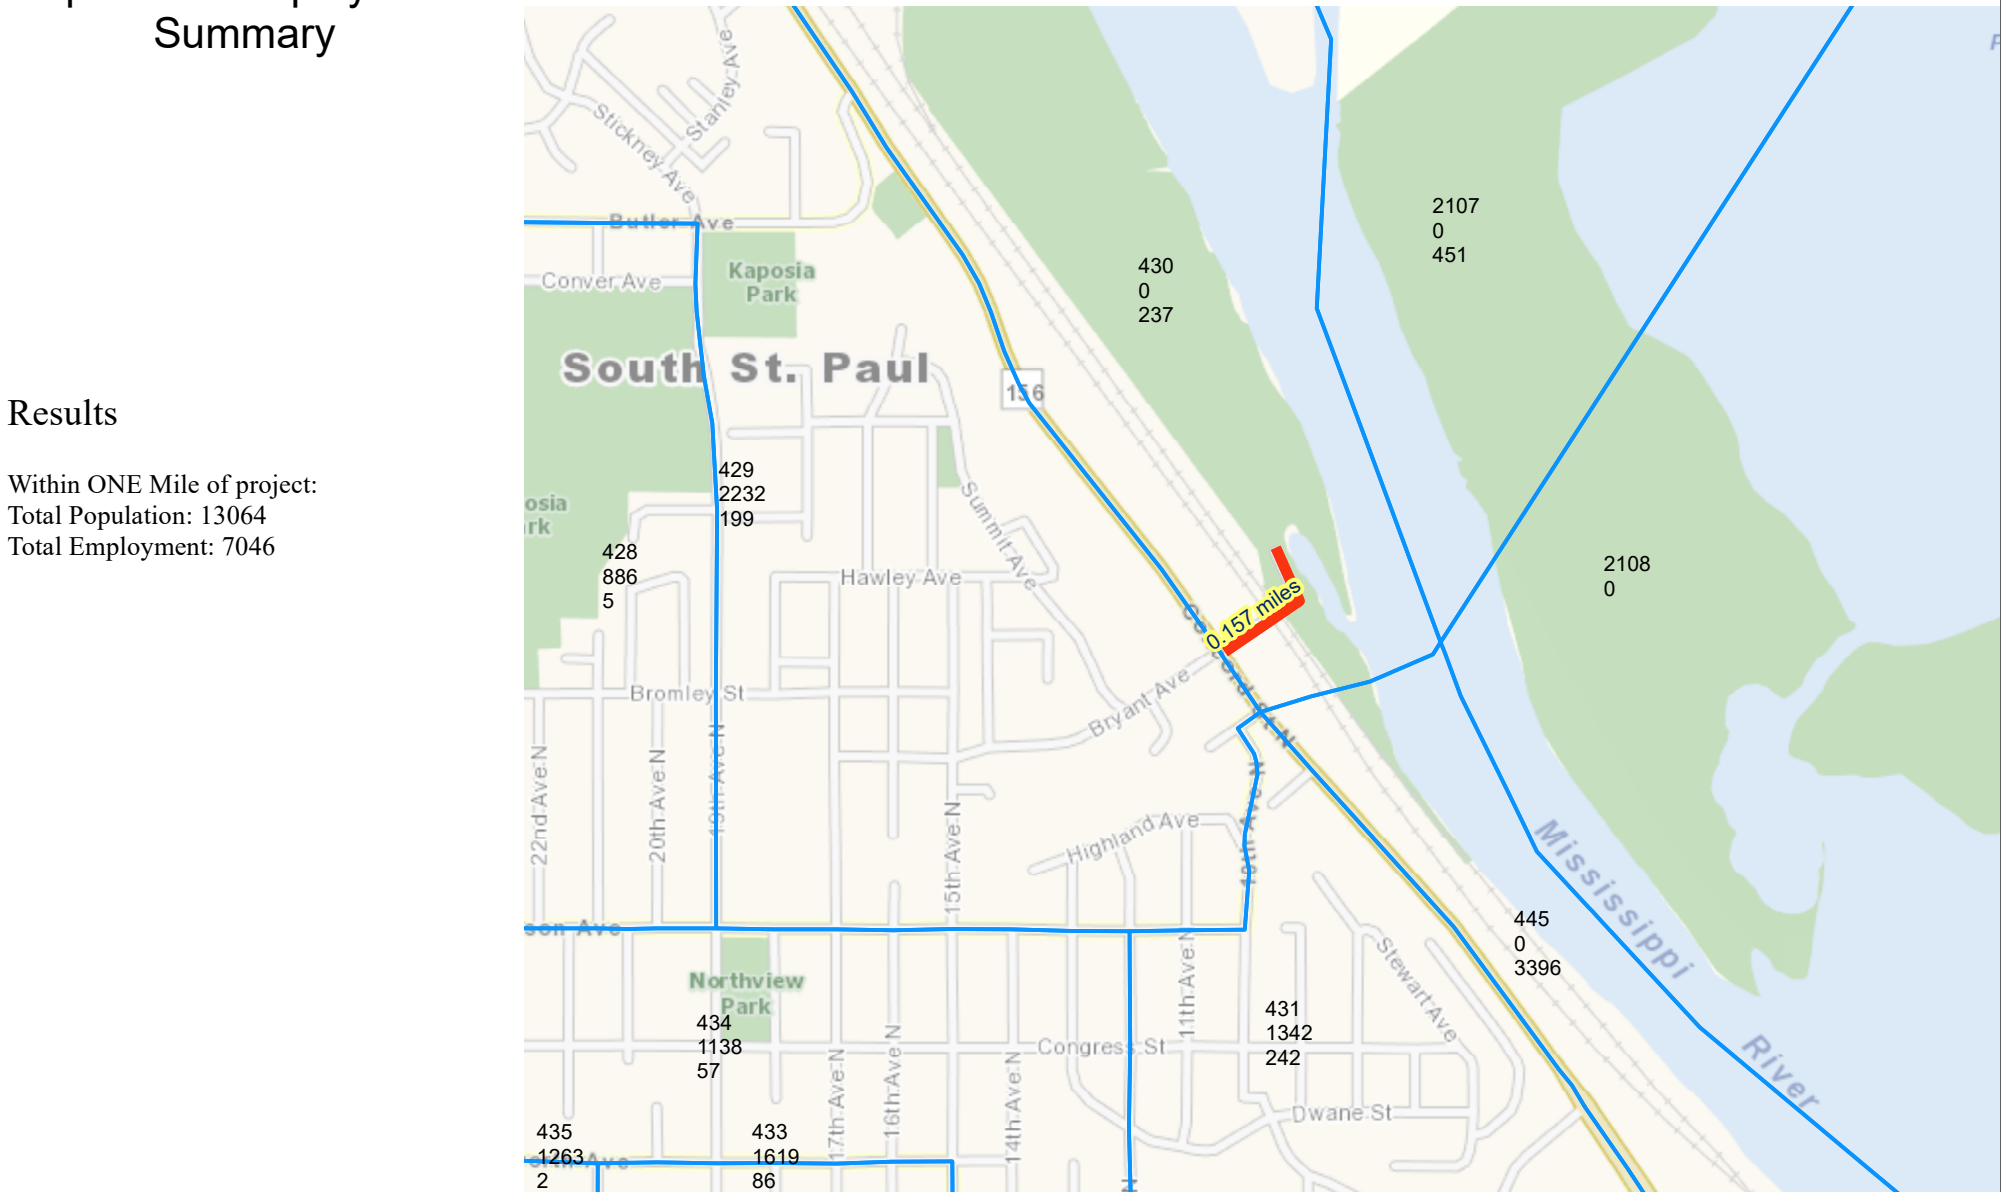 Summary
Results
Within ONE Mile of project:
Total Population: 13064
Total Employment: 7046
Stanley Ave
Stickney Ave
Butler Ave
Conver Ave
Kaposia
Park
2107
0
451
430
0
237
South St. Paul
156
429
2232
199
428
886
5
Summit Ave
Hawley Ave
2108
0
0.157 miles
Concord St N
Bromley St
Bryant Ave
22nd Ave N
20th Ave N
19th Ave N
15th Ave N
Highland Ave
Mississippi
River
445
0
3396
Northview
Park
434
1138
57
11th Ave N
Stewart Ave
431
1342
242
Congress St
17th Ave N
16th Ave N
14th Ave N
Dwane St
435
1263
2
433
1619
86
N